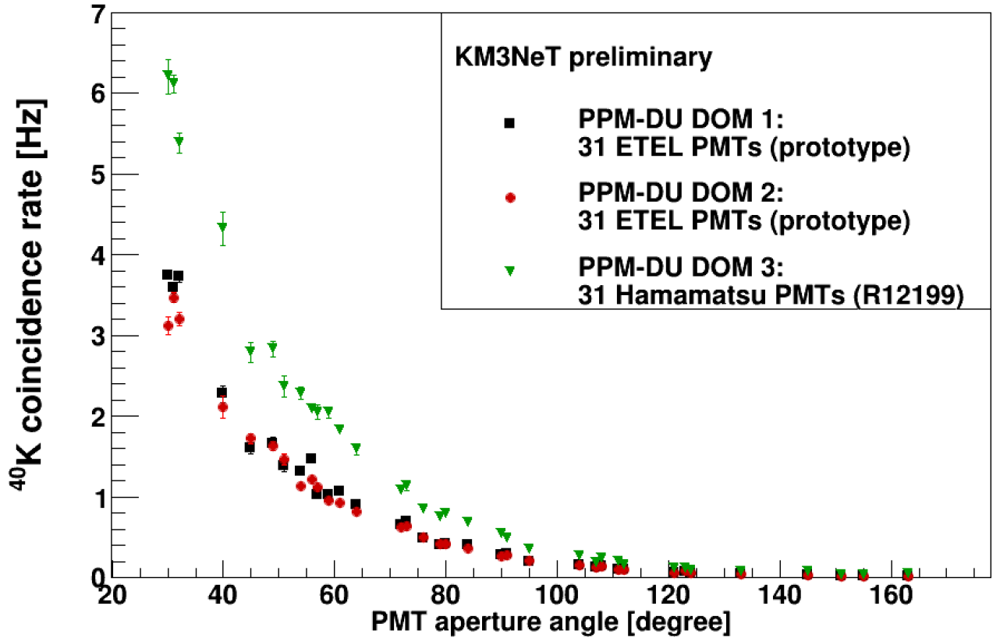 7
6
5
4
3
2
1
0
⁴⁰K coincidence rate [Hz]
KM3NeT preliminary
PPM-DU DOM 1:
31 ETEL PMTs (prototype)
PPM-DU DOM 2:
31 ETEL PMTs (prototype)
PPM-DU DOM 3:
31 Hamamatsu PMTs (R12199)
20 40 60 80 100 120 140 160
PMT aperture angle [degree]